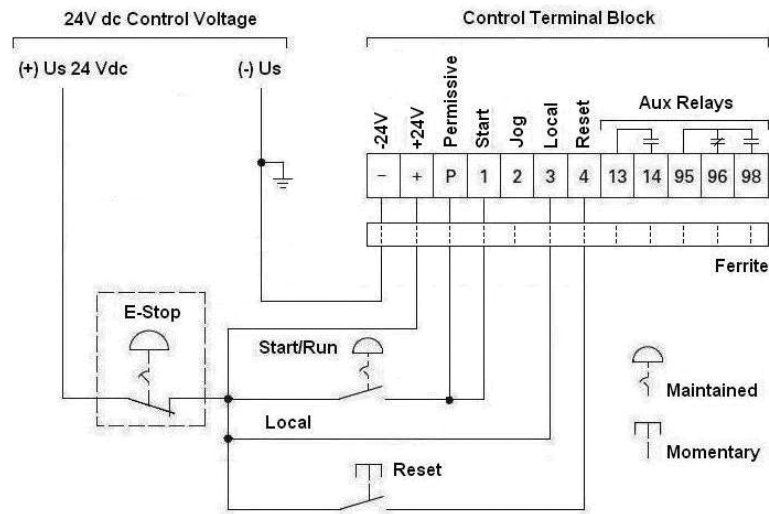 24V dc Control Voltage
Control Terminal Block
(+) Us 24 Vdc
(-) Us
-24V
+24V
Permissive
Start
Jog
Local
Reset
Aux Relays
– + P 1 2 3 4 13 14 95 96 98
Ferrite
E-Stop
Start/Run
Maintained
Local
Momentary
Reset